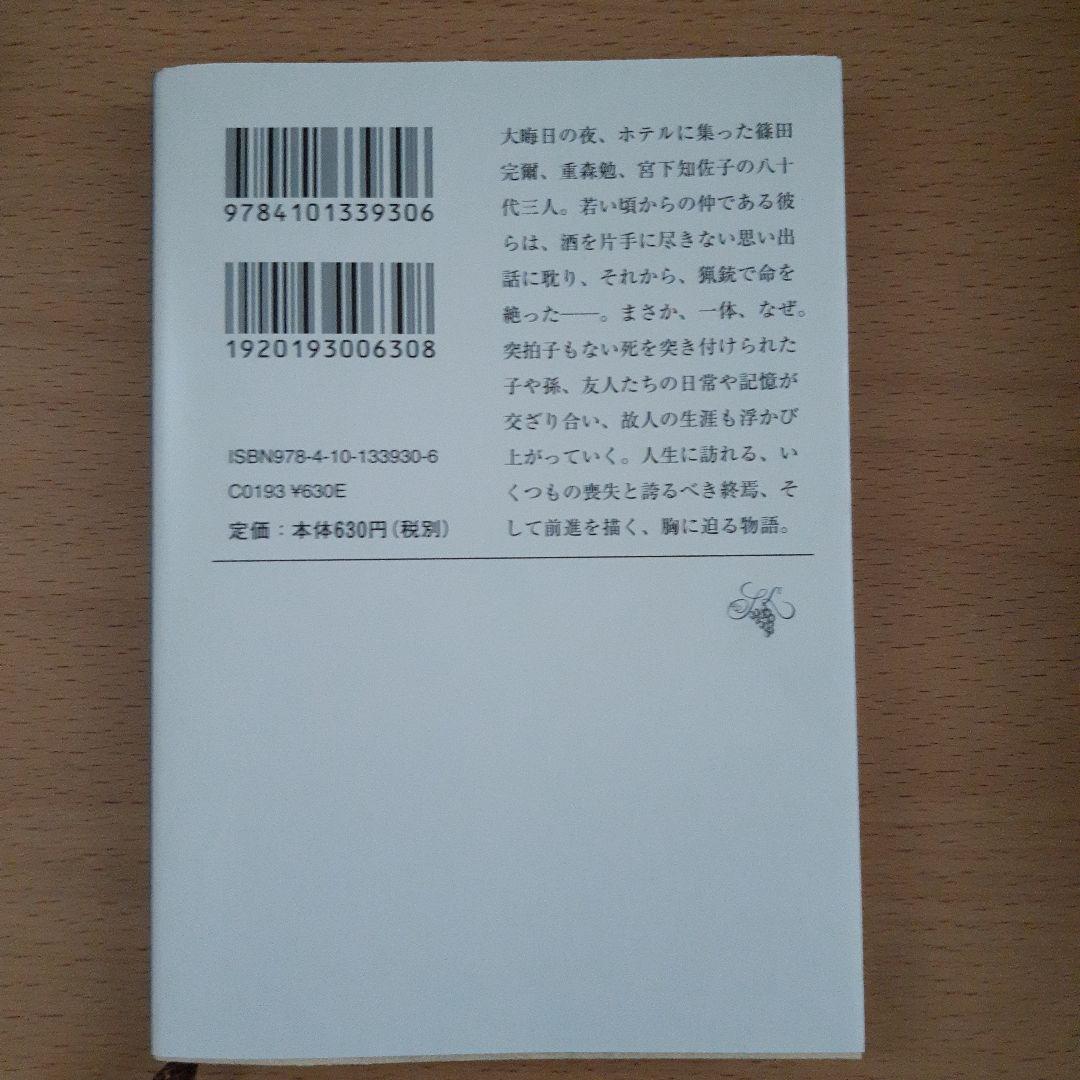 9784101339306
1920193006308
ISBN978-4-10-133930-6
C0193 ¥630E
定価：本体630円(税別)
大晦日の夜、ホテルに集った篠田
完爾、重森勉、宮下知佐子の八十
代三人。若い頃からの仲である彼
らは、酒を片手に尽きない思い出
話に耽り、それから、猟銃で命を
絶った――。まさか、一体、なぜ。
突拍子もない死を突き付けられた
子や孫、友人たちの日常や記憶が
交ざり合い、故人の生涯も浮かび
上がっていく。人生に訪れる、い
くつもの喪失と誇るべき終焉、そ
して前進を描く、胸に迫る物語。